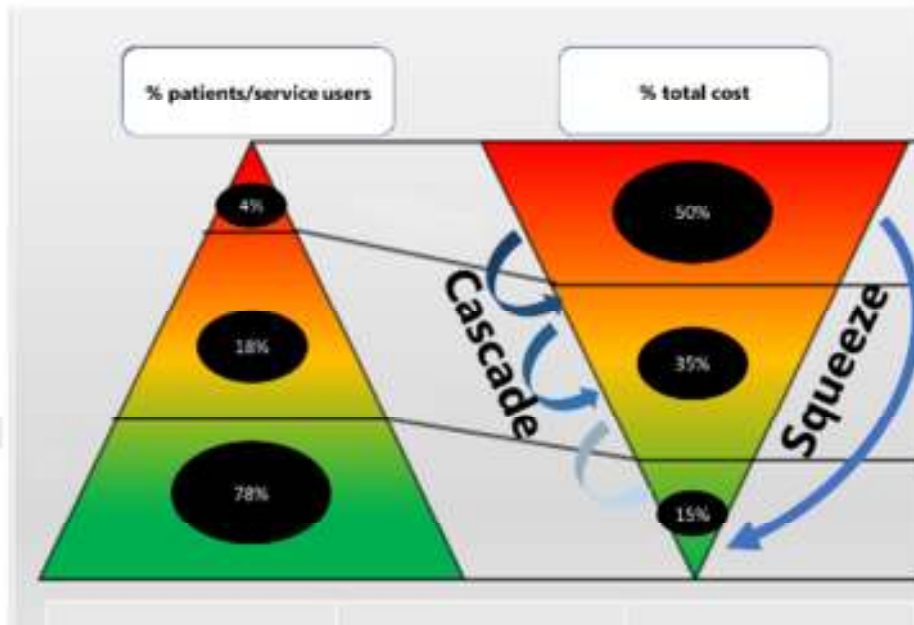 % patients/service users
% total cost
4%
50%
18%
35%
78%
15%
Cascade
Squeeze